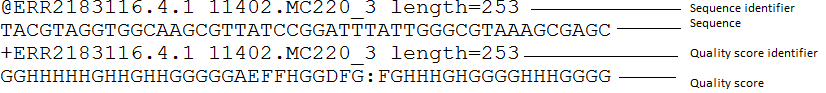 @ERR2183116.4.1 11402.MC220_3 length=253 Sequence identifier
TACGTAGGTGGCAAGCGTTATCCGGATTTATTGGGCGTAAAGCGAGC Sequence
+ERR2183116.4.1 11402.MC220_3 length=253 Quality score identifier
GGHHHHHGHHGHHGGGGGAEFFHGGDFG:FGHHHGHGGGGHHHGGGG Quality score